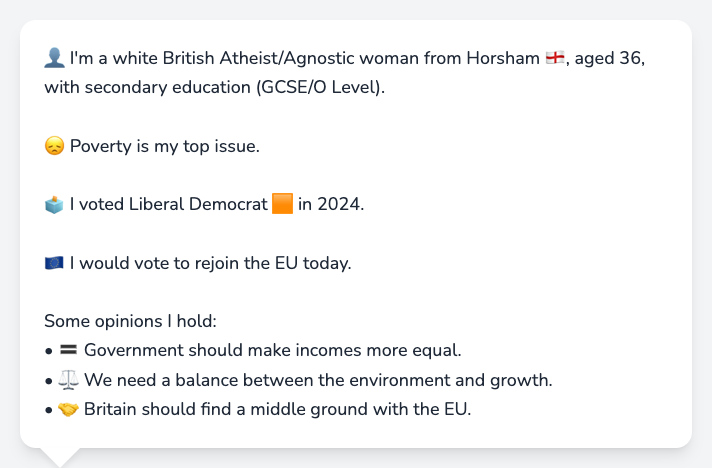 👤 I'm a white British Atheist/Agnostic woman from Horsham 🏴󠁧󠁢󠁥󠁮󠁧󠁿, aged 36,
with secondary education (GCSE/O Level).
😞 Poverty is my top issue.
🗳️ I voted Liberal Democrat 🟧 in 2024.
🇪🇺 I would vote to rejoin the EU today.
Some opinions I hold:
• 🟰 Government should make incomes more equal.
• ⚖️ We need a balance between the environment and growth.
• 🤝 Britain should find a middle ground with the EU.